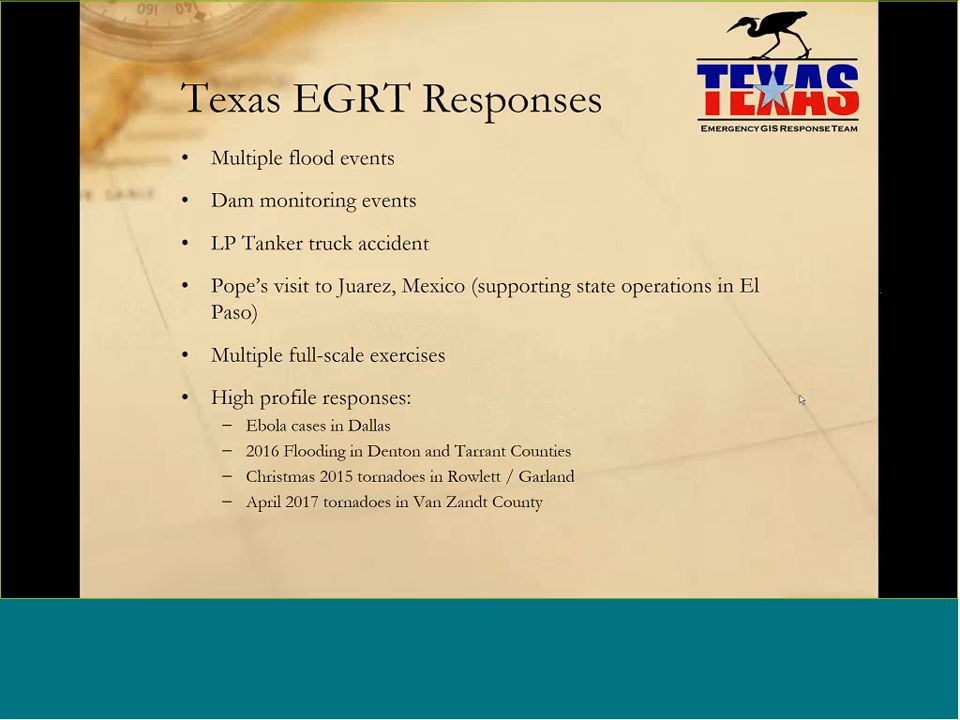 Texas EGRT Responses
TEXAS
EMERGENCY GIS RESPONSE TEAM
• Multiple flood events
• Dam monitoring events
• LP Tanker truck accident
• Pope's visit to Juarez, Mexico (supporting state operations in El
Paso)
• Multiple full-scale exercises
• High profile responses:
– Ebola cases in Dallas
– 2016 Flooding in Denton and Tarrant Counties
– Christmas 2015 tornadoes in Rowlett / Garland
– April 2017 tornadoes in Van Zandt County